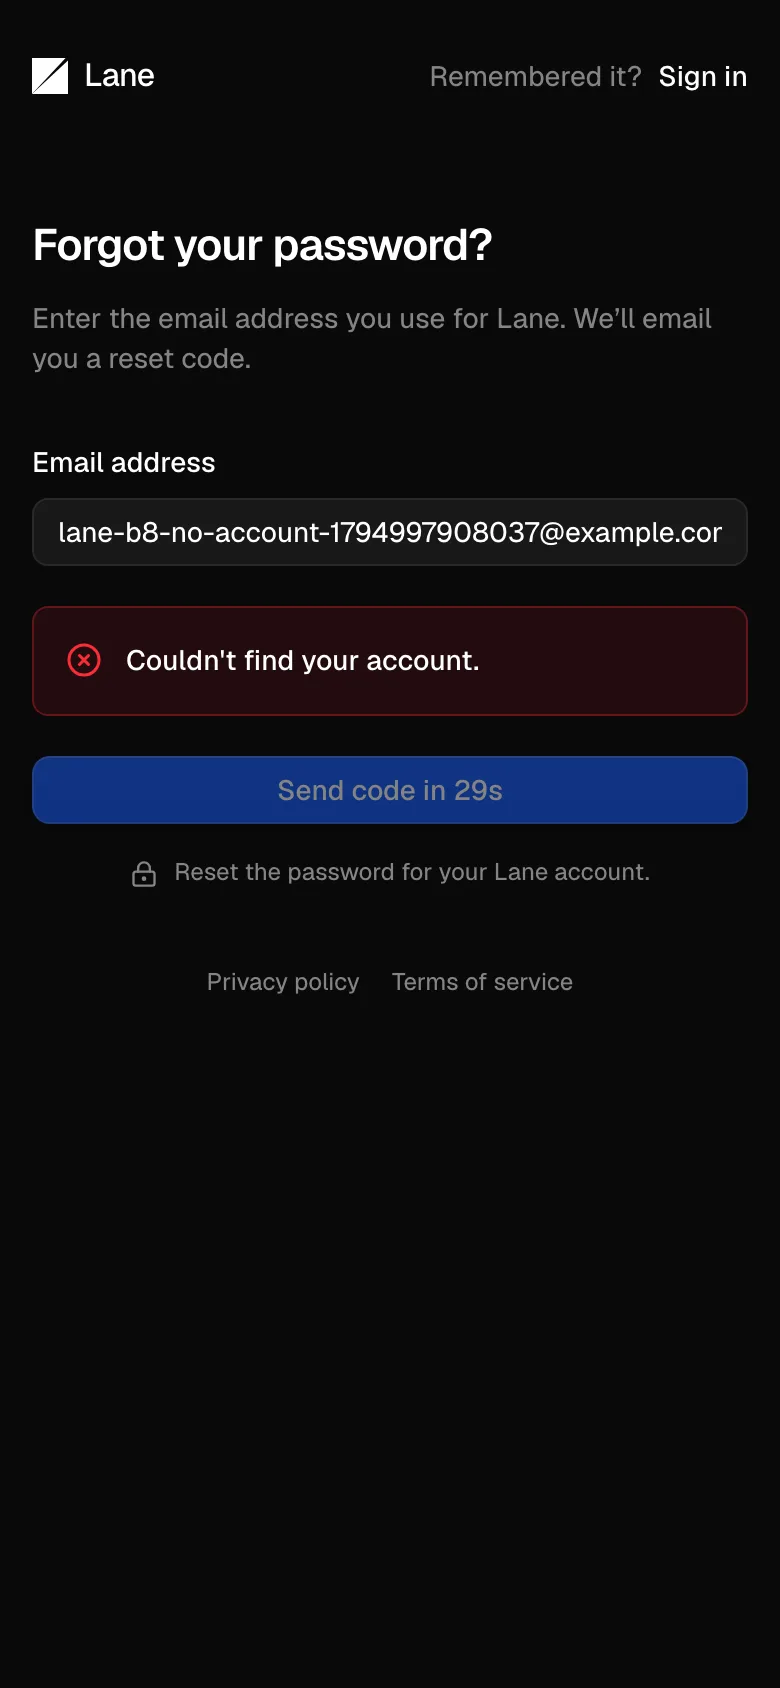 Lane
Remembered it? Sign in
Forgot your password?
Enter the email address you use for Lane. We’ll email
you a reset code.
Email address
lane-b8-no-account-1794997908037@example.com
Couldn't find your account.
Send code in 29s
Reset the password for your Lane account.
Privacy policy Terms of service